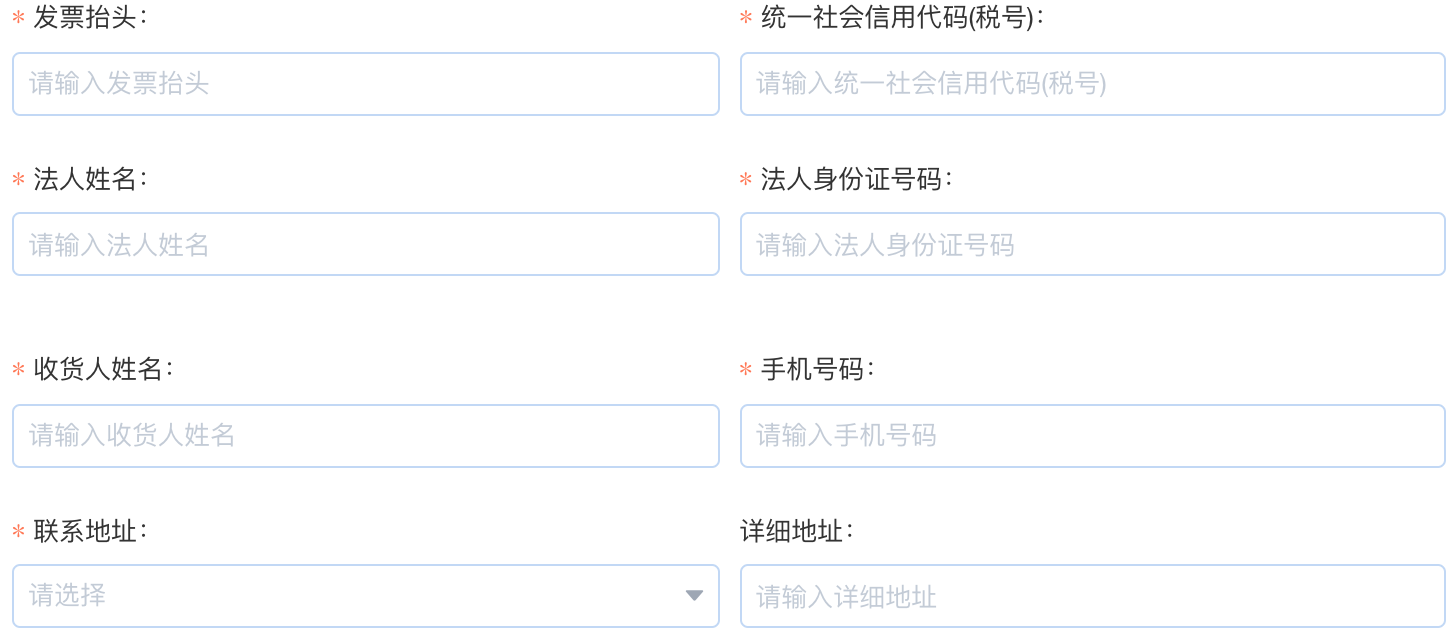 * 发票抬头：
* 统一社会信用代码(税号)：
请输入发票抬头
请输入统一社会信用代码(税号)
* 法人姓名：
* 法人身份证号码：
请输入法人姓名
请输入法人身份证号码
* 收货人姓名：
* 手机号码：
请输入收货人姓名
请输入手机号码
* 联系地址：
详细地址：
请选择
请输入详细地址